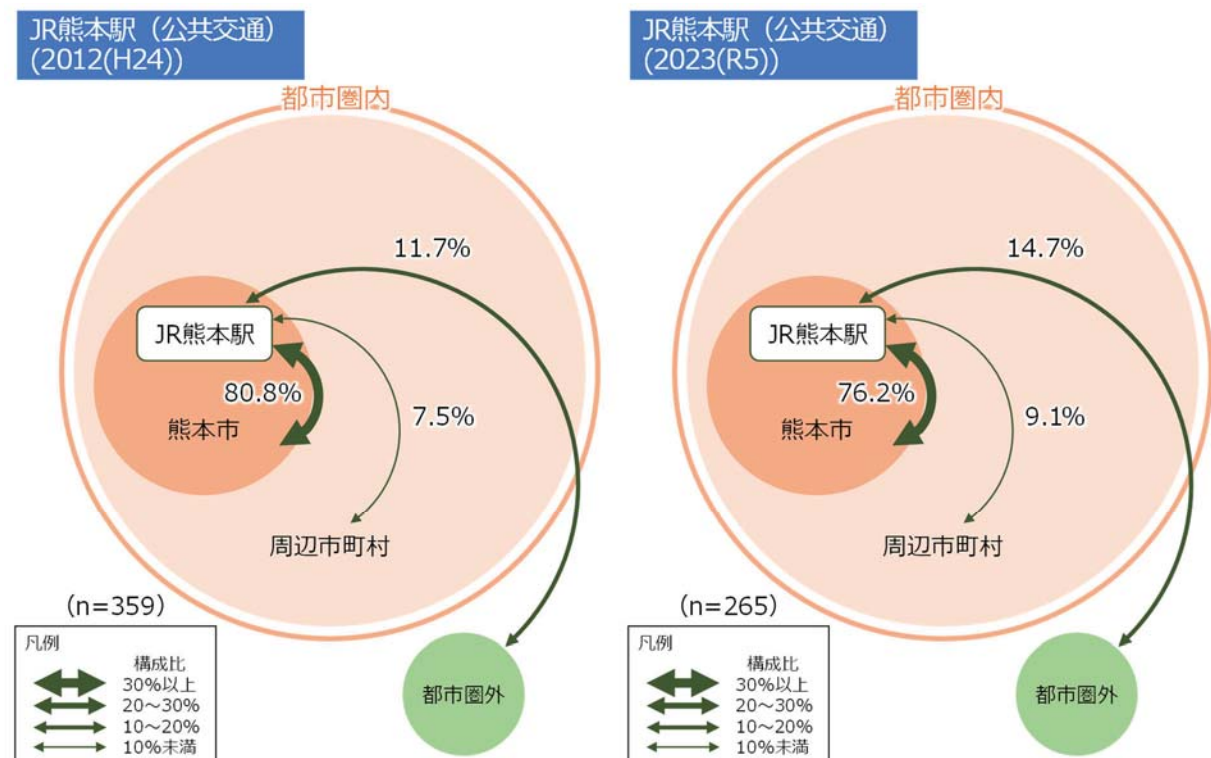 JR熊本駅（公共交通）
(2012(H24))
都市圏内
11.7%
JR熊本駅
80.8%
7.5%
熊本市
周辺市町村
（n=359）
都市圏外
凡例
構成比
30%以上
20～30%
10～20%
10%未満
JR熊本駅（公共交通）
(2023(R5))
都市圏内
14.7%
JR熊本駅
76.2%
9.1%
熊本市
周辺市町村
（n=265）
都市圏外
凡例
構成比
30%以上
20～30%
10～20%
10%未満